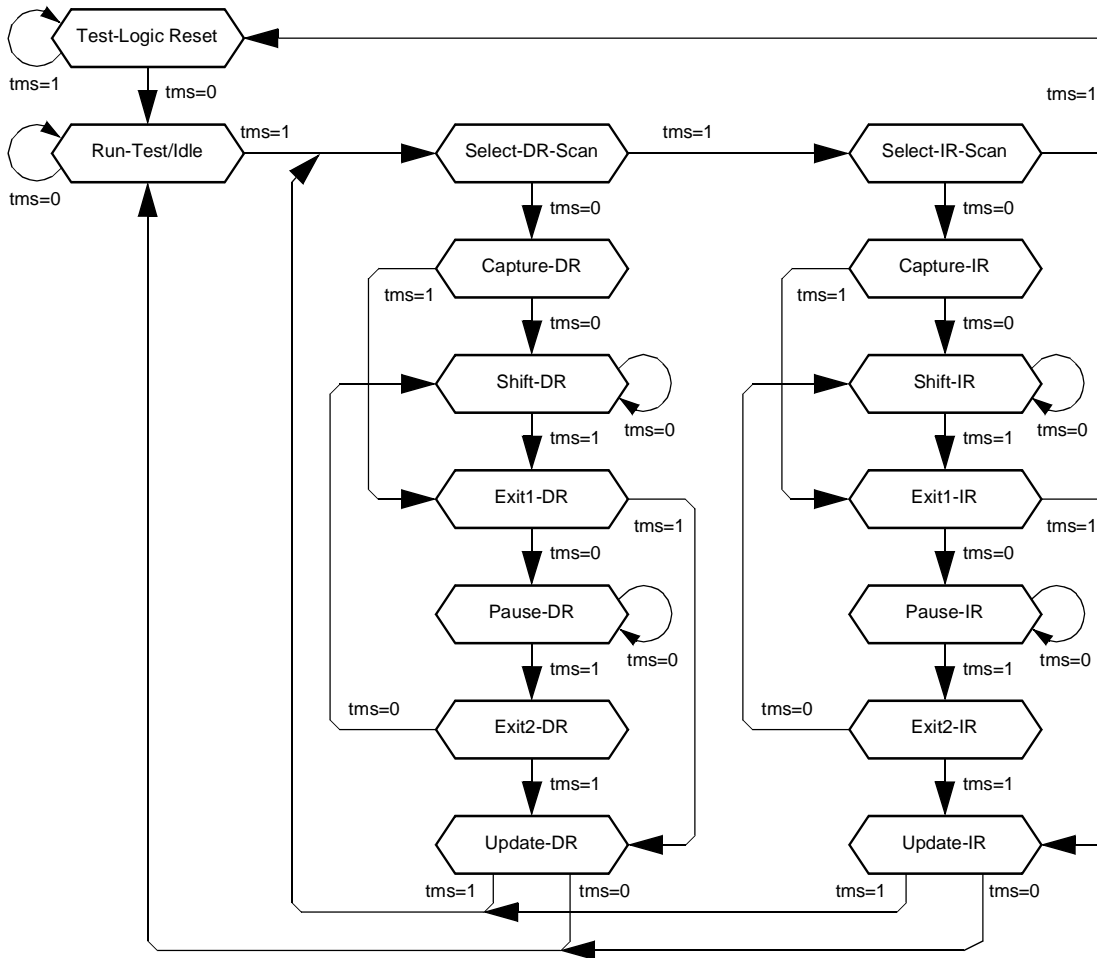 Test-Logic Reset
tms=1
tms=0
tms=1
Run-Test/Idle
tms=1
Select-DR-Scan
tms=1
Select-IR-Scan
tms=0
tms=0
tms=0
Capture-DR
Capture-IR
tms=1
tms=1
tms=0
tms=0
Shift-DR
Shift-IR
tms=0
tms=0
tms=1
tms=1
Exit1-DR
Exit1-IR
tms=1
tms=1
tms=0
tms=0
Pause-DR
Pause-IR
tms=0
tms=0
tms=1
tms=1
tms=0
Exit2-DR
tms=0
Exit2-IR
tms=1
tms=1
Update-DR
Update-IR
tms=1
tms=0
tms=1
tms=0